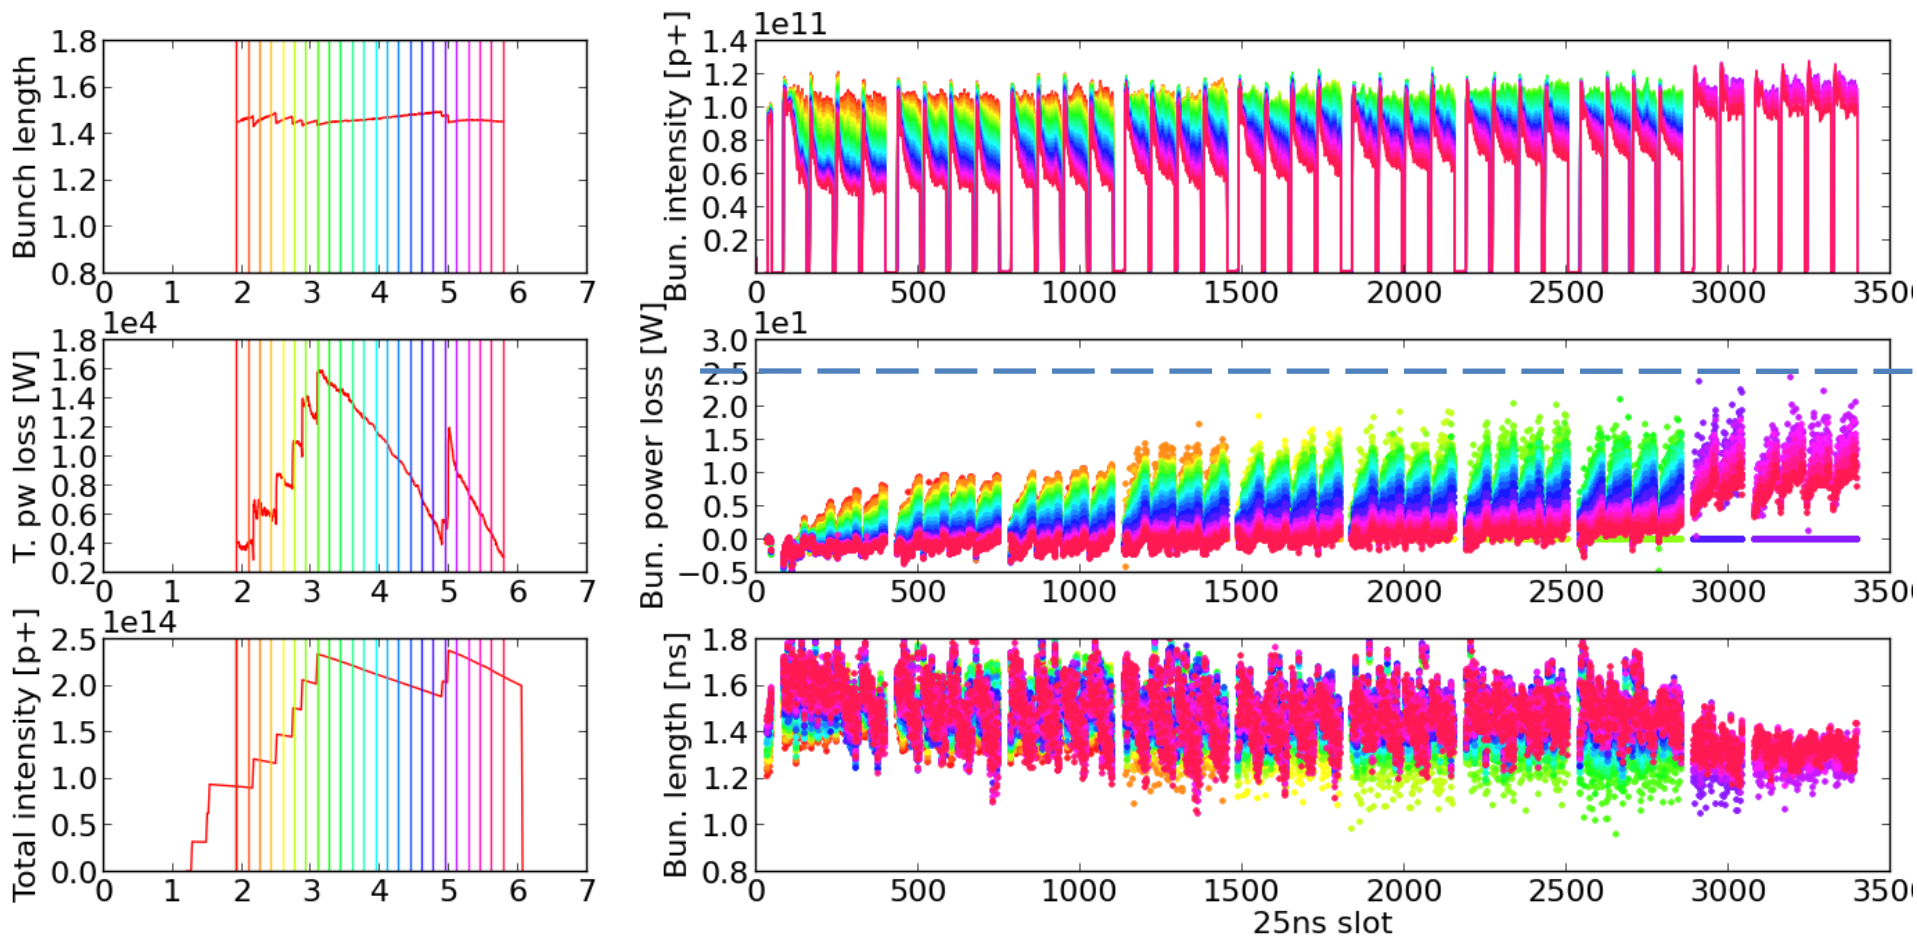 Bunch length
1.8
1.6
1.4
1.2
1.0
0.8
0 1 2 3 4 5 6 7
Bun. intensity [p+]
1e11
1.4
1.2
1.0
0.8
0.6
0.4
0.2
0 500 1000 1500 2000 2500 3000 3500
T. pw loss [W]
1e4
1.8
1.6
1.4
1.2
1.0
0.8
0.6
0.4
0.2
0 1 2 3 4 5 6 7
Bun. power loss [W]
1e1
3.0
2.5
2.0
1.5
1.0
0.5
0.0
−0.5
0 500 1000 1500 2000 2500 3000 3500
Total intensity [p+]
1e14
2.5
2.0
1.5
1.0
0.5
0.0
0 1 2 3 4 5 6 7
Bun. length [ns]
1.8
1.6
1.4
1.2
1.0
0.8
0 500 1000 1500 2000 2500 3000 3500
25ns slot